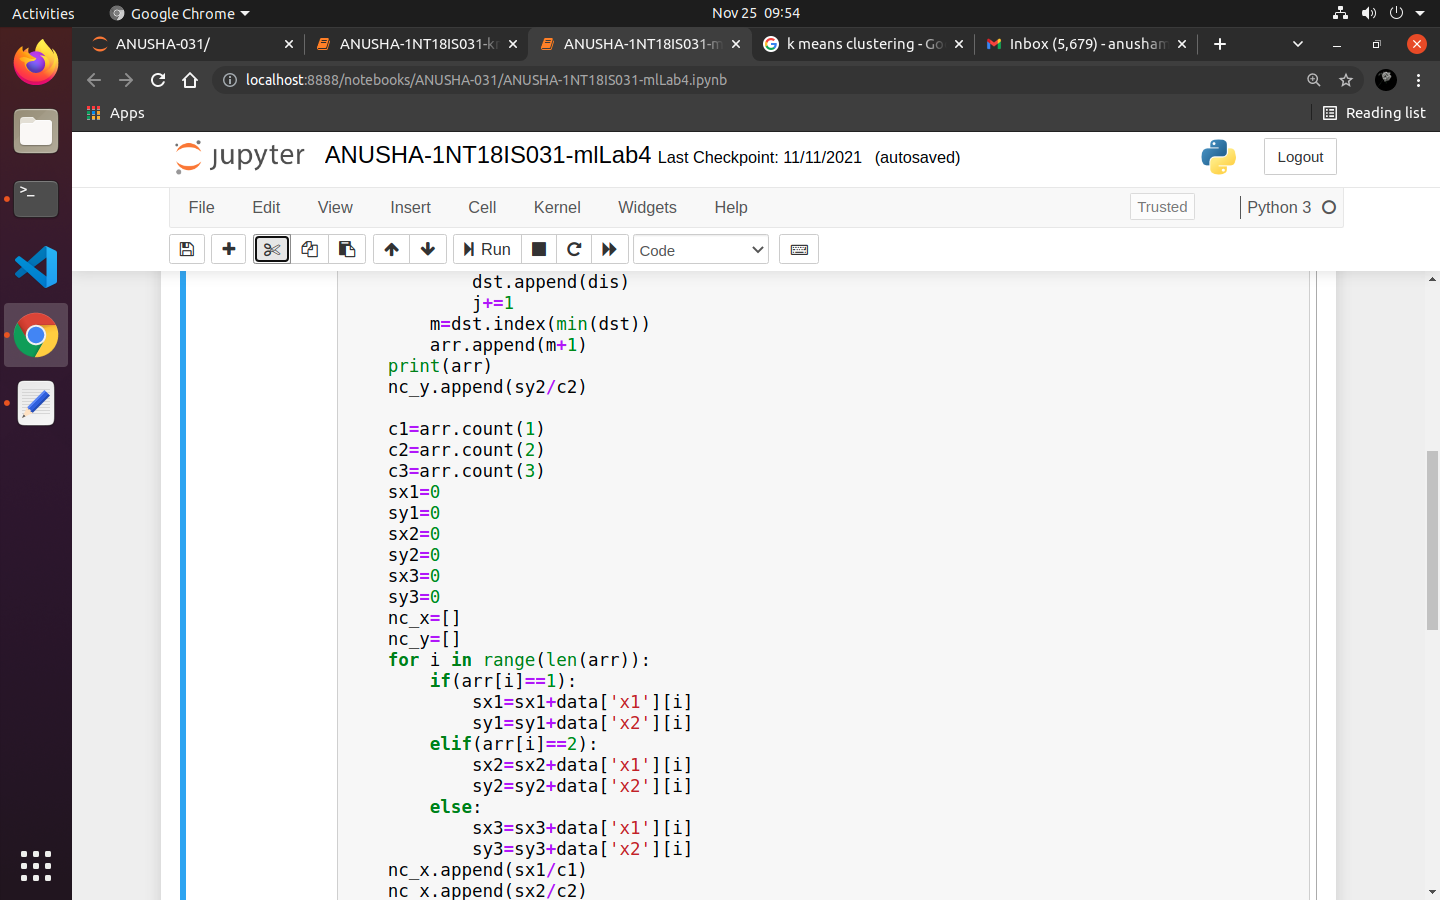 Activities
Google Chrome
Nov 25 09:54
ANUSHA-031/
ANUSHA-1NT18IS031-kn
ANUSHA-1NT18IS031-m
k means clustering - Go
Inbox (5,679) - anusham
localhost:8888/notebooks/ANUSHA-031/ANUSHA-1NT18IS031-mlLab4.ipynb
Apps
Reading list
jupyter
ANUSHA-1NT18IS031-mlLab4 Last Checkpoint: 11/11/2021 (autosaved)
Logout
File Edit View Insert Cell Kernel Widgets Help
Trusted
Python 3
Run
Code
dst.append(dis)
j+=1
m=dst.index(min(dst))
arr.append(m+1)
print(arr)
nc_y.append(sy2/c2)
c1=arr.count(1)
c2=arr.count(2)
c3=arr.count(3)
sx1=0
sy1=0
sx2=0
sy2=0
sx3=0
sy3=0
nc_x=[]
nc_y=[]
for i in range(len(arr)):
if(arr[i]==1):
sx1=sx1+data['x1'][i]
sy1=sy1+data['x2'][i]
elif(arr[i]==2):
sx2=sx2+data['x1'][i]
sy2=sy2+data['x2'][i]
else:
sx3=sx3+data['x1'][i]
sy3=sy3+data['x2'][i]
nc_x.append(sx1/c1)
nc_x.append(sx2/c2)